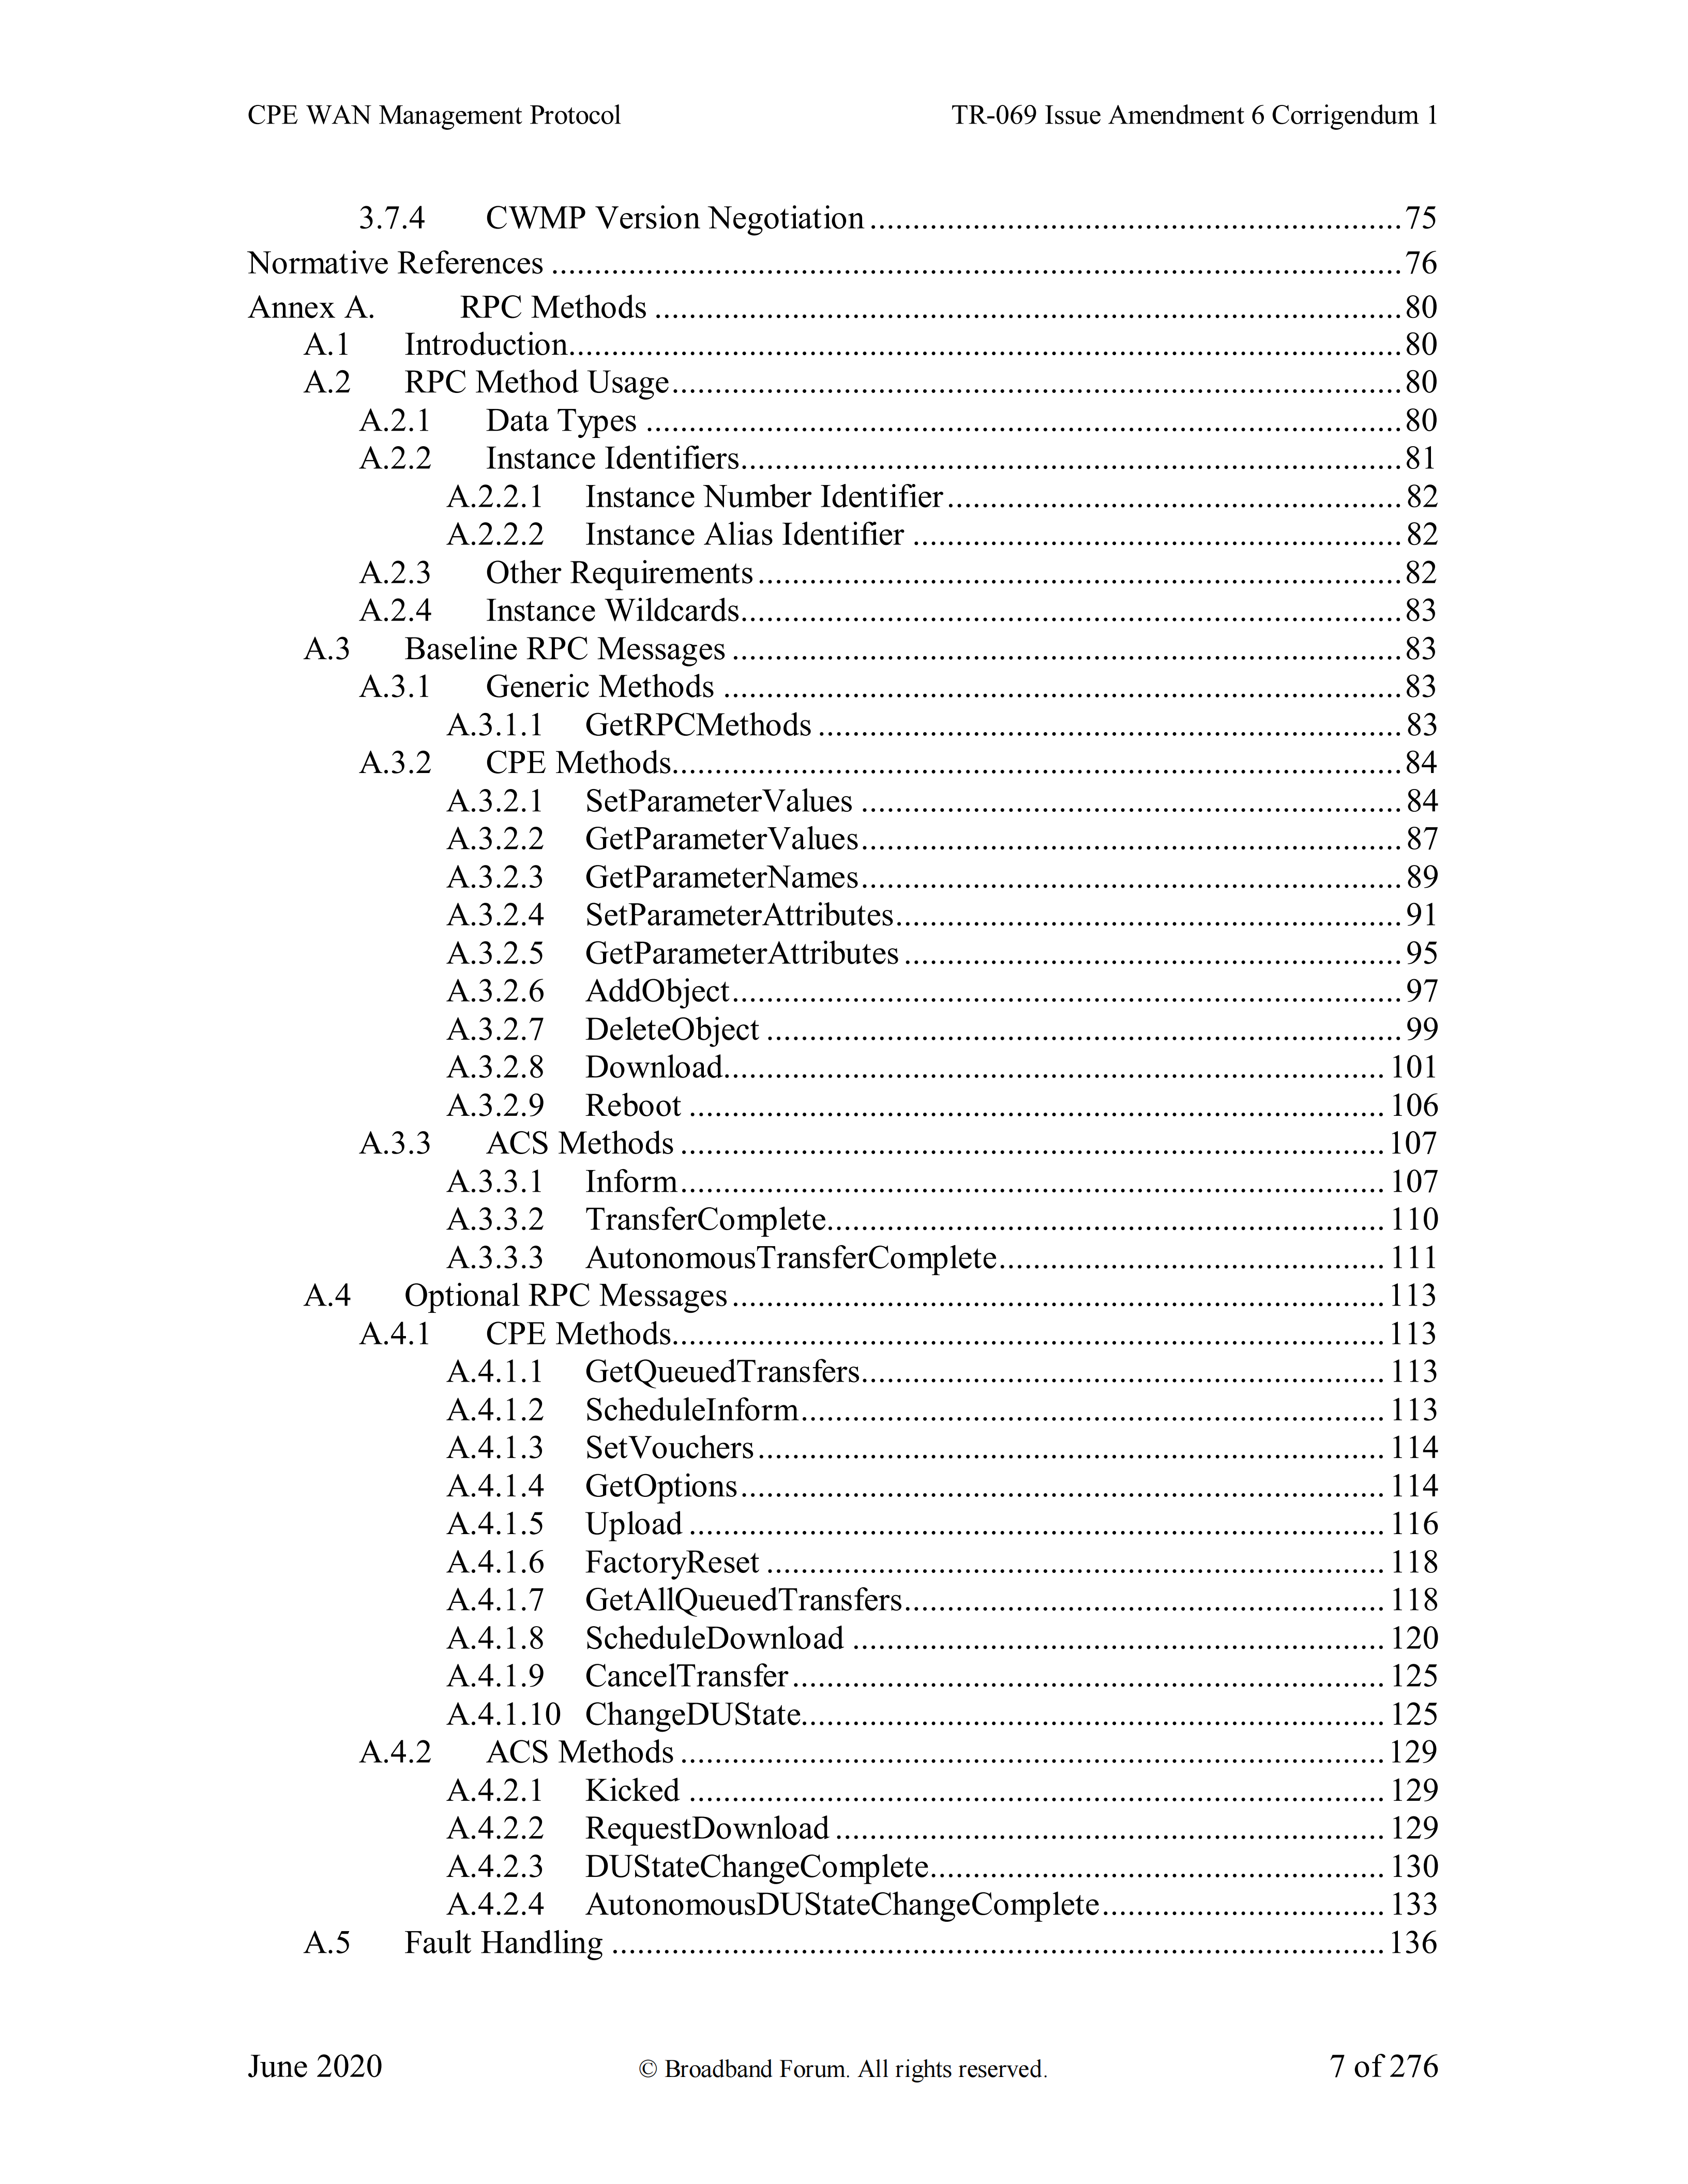 CPE WAN Management Protocol TR-069 Issue Amendment 6 Corrigendum 1
3.7.4 CWMP Version Negotiation 75
Normative References 76
Annex A. RPC Methods 80
A.1 Introduction 80
A.2 RPC Method Usage 80
A.2.1 Data Types 80
A.2.2 Instance Identifiers 81
A.2.2.1 Instance Number Identifier 82
A.2.2.2 Instance Alias Identifier 82
A.2.3 Other Requirements 82
A.2.4 Instance Wildcards 83
A.3 Baseline RPC Messages 83
A.3.1 Generic Methods 83
A.3.1.1 GetRPCMethods 83
A.3.2 CPE Methods 84
A.3.2.1 SetParameterValues 84
A.3.2.2 GetParameterValues 87
A.3.2.3 GetParameterNames 89
A.3.2.4 SetParameterAttributes 91
A.3.2.5 GetParameterAttributes 95
A.3.2.6 AddObject 97
A.3.2.7 DeleteObject 99
A.3.2.8 Download 101
A.3.2.9 Reboot 106
A.3.3 ACS Methods 107
A.3.3.1 Inform 107
A.3.3.2 TransferComplete 110
A.3.3.3 AutonomousTransferComplete 111
A.4 Optional RPC Messages 113
A.4.1 CPE Methods 113
A.4.1.1 GetQueuedTransfers 113
A.4.1.2 ScheduleInform 113
A.4.1.3 SetVouchers 114
A.4.1.4 GetOptions 114
A.4.1.5 Upload 116
A.4.1.6 FactoryReset 118
A.4.1.7 GetAllQueuedTransfers 118
A.4.1.8 ScheduleDownload 120
A.4.1.9 CancelTransfer 125
A.4.1.10 ChangeDUState 125
A.4.2 ACS Methods 129
A.4.2.1 Kicked 129
A.4.2.2 RequestDownload 129
A.4.2.3 DUStateChangeComplete 130
A.4.2.4 AutonomousDUStateChangeComplete 133
A.5 Fault Handling 136
June 2020 © Broadband Forum. All rights reserved. 7 of 276